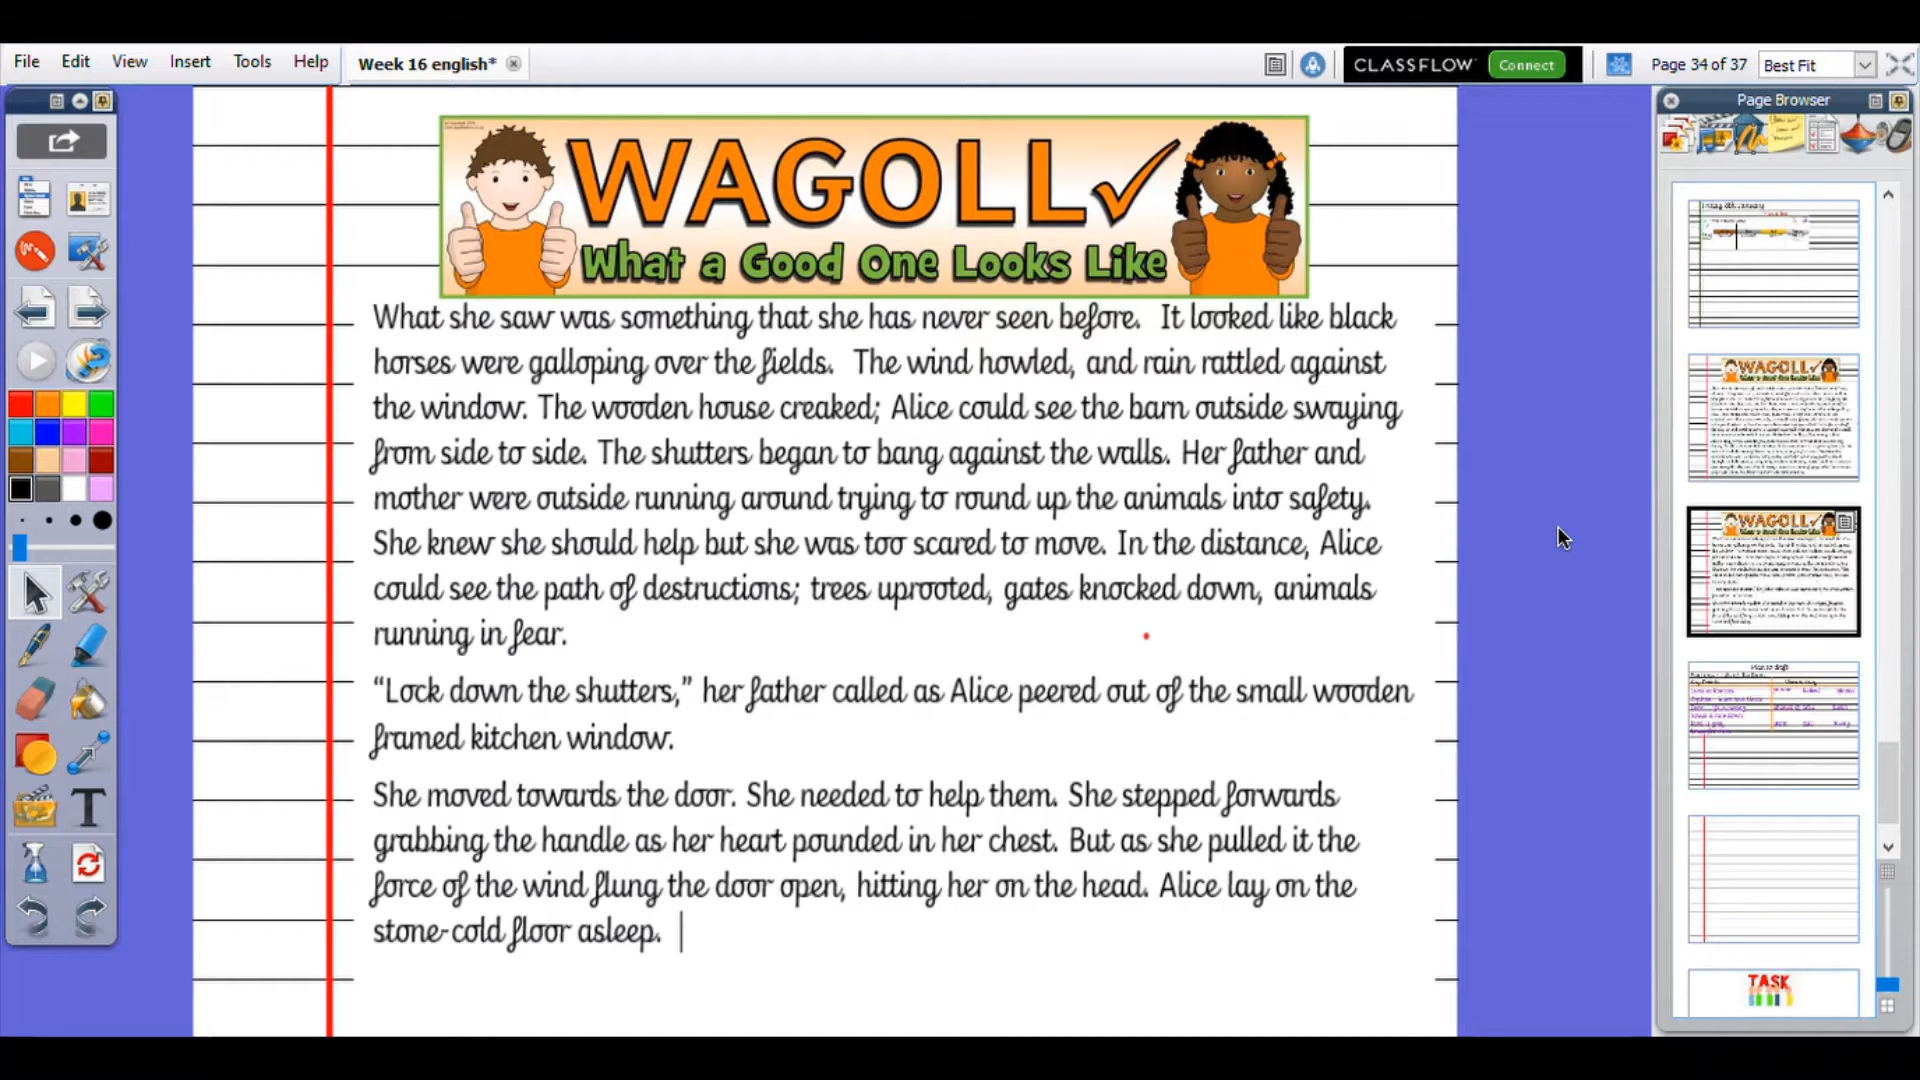 File Edit View Insert Tools Help Week 16 english* CLASSFLOW Connect Page 34 of 37 Best Fit
Page Browser
WAGOLL
What a Good One Looks Like
What she saw was something that she has never seen before. It looked like black
horses were galloping over the fields. The wind howled, and rain rattled against
the window. The wooden house creaked; Alice could see the barn outside swaying
from side to side. The shutters began to bang against the walls. Her father and
mother were outside running around trying to round up the animals into safety.
She knew she should help but she was too scared to move. In the distance, Alice
could see the path of destructions; trees uprooted, gates knocked down, animals
running in fear.
“Lock down the shutters,” her father called as Alice peered out of the small wooden
framed kitchen window.
She moved towards the door. She needed to help them. She stepped forwards
grabbing the handle as her heart pounded in her chest. But as she pulled it the
force of the wind flung the door open, hitting her on the head. Alice lay on the
stone-cold floor asleep.
WAGOLL
WAGOLL
Plan to draft
TASK